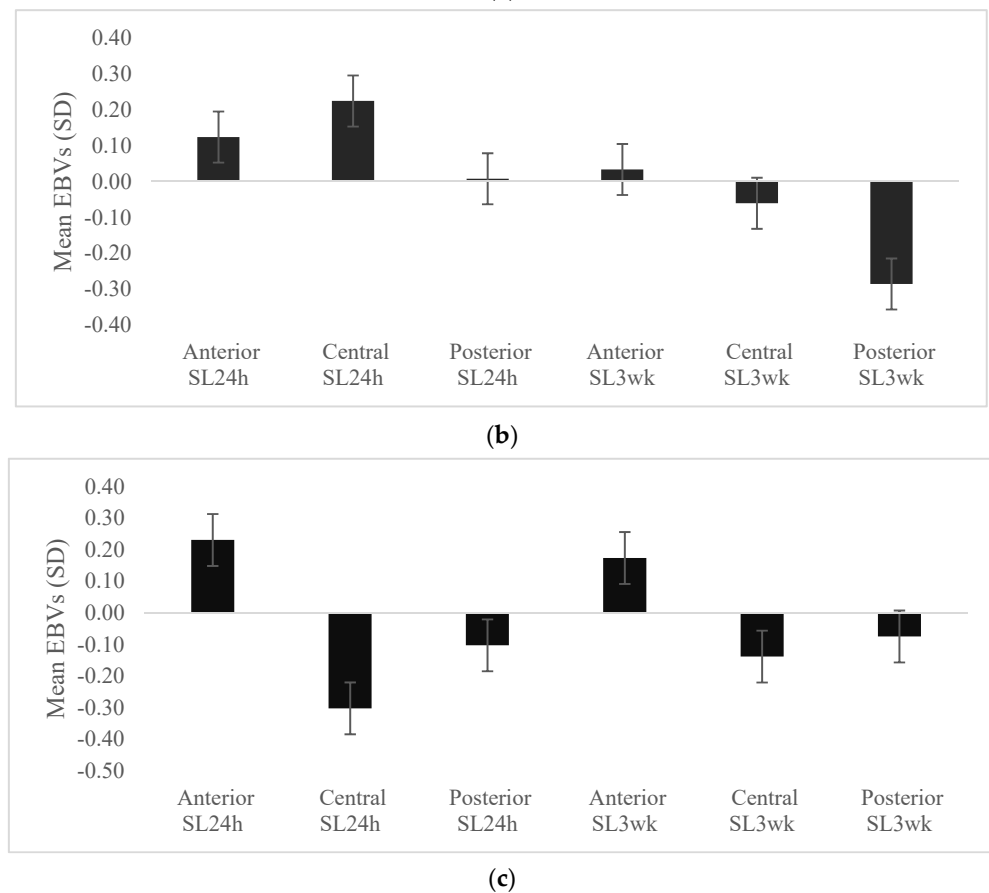 0.40
0.30
0.20
0.10
0.00
-0.10
-0.20
-0.30
-0.40
Mean EBVs (SD)
Anterior SL24h
Central SL24h
Posterior SL24h
Anterior SL3wk
Central SL3wk
Posterior SL3wk
(b)
0.40
0.30
0.20
0.10
0.00
-0.10
-0.20
-0.30
-0.40
-0.50
Mean EBVs (SD)
Anterior SL24h
Central SL24h
Posterior SL24h
Anterior SL3wk
Central SL3wk
Posterior SL3wk
(c)